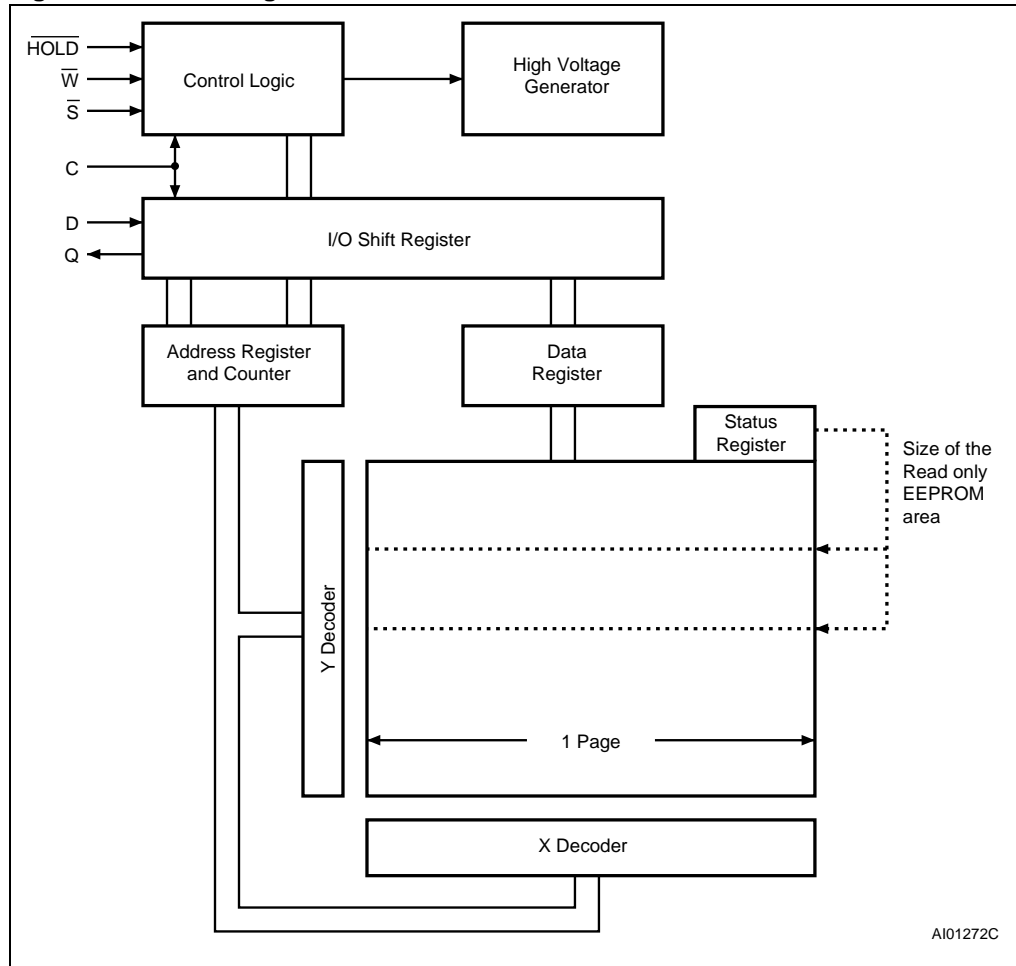 HOLD
W
S
C
D
Q
Control Logic
High Voltage
Generator
I/O Shift Register
Address Register
and Counter
Data
Register
Status
Register
Size of the
Read only
EEPROM
area
Y Decoder
1 Page
X Decoder
AI01272C